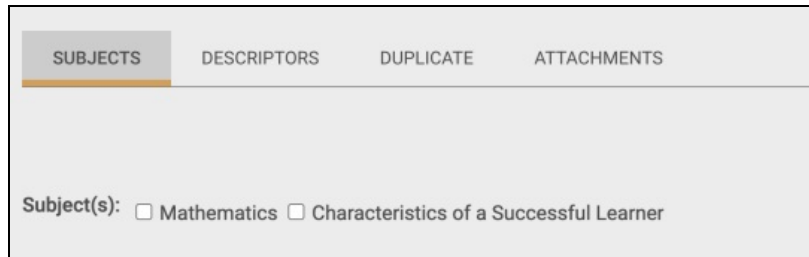 SUBJECTS DESCRIPTORS DUPLICATE ATTACHMENTS
Subject(s): Mathematics Characteristics of a Successful Learner